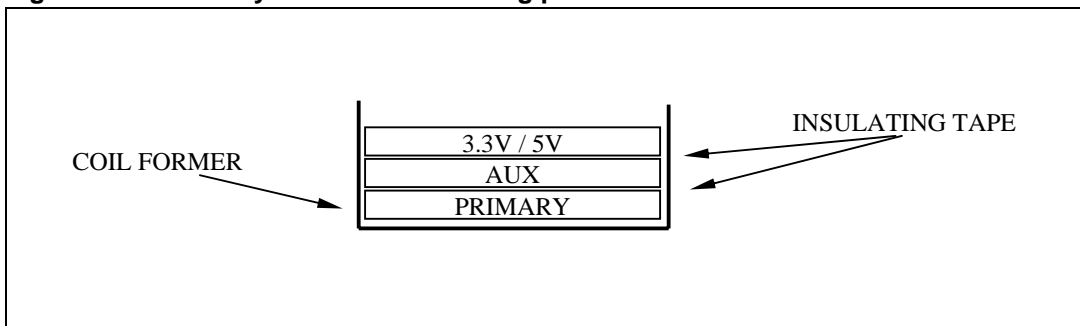 3.3V / 5V
INSULATING TAPE
COIL FORMER
AUX
PRIMARY